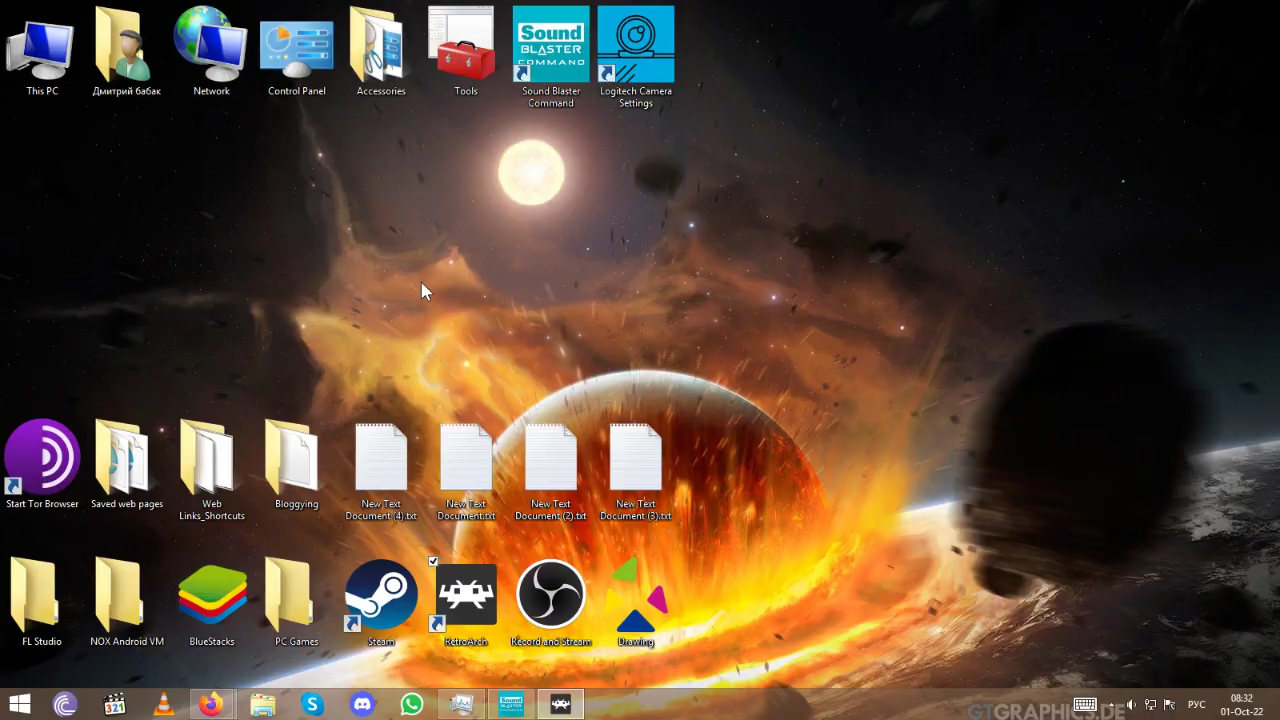 This PC
Дмитрий бабак
Network
Control Panel
Accessories
Tools
Sound
BLASTER
COMMAND
Sound Blaster
Command
Logitech Camera
Settings
Start Tor Browser
Saved web pages
Web
Links_Shortcuts
Bloggying
New Text
Document (4).txt
New Text
Document.txt
New Text
Document (2).txt
New Text
Document (3).txt
FL Studio
NOX Android VM
BlueStacks
PC Games
Steam
RetroArch
Record and Stream
Drawing
321
Sound
BLASTER
GTGRAPHICS.DE
РУС
08:32
01-Oct-22